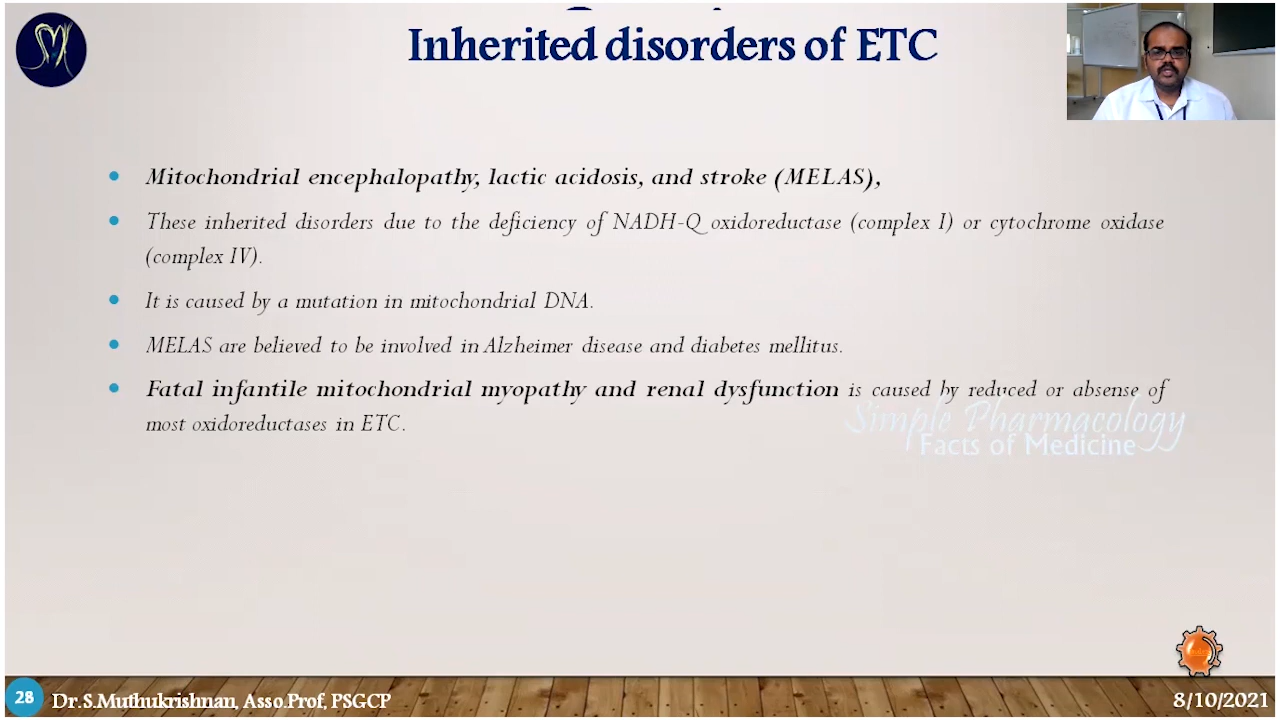 Inherited disorders of ETC
• Mitochondrial encephalopathy, lactic acidosis, and stroke (MELAS),
• These inherited disorders due to the deficiency of NADH-Q oxidoreductase (complex I) or cytochrome oxidase
(complex IV).
• It is caused by a mutation in mitochondrial DNA.
• MELAS are believed to be involved in Alzheimer disease and diabetes mellitus.
• Fatal infantile mitochondrial myopathy and renal dysfunction is caused by reduced or absense of
most oxidoreductases in ETC.
Simple Pharmacology
Facts of Medicine
28 Dr.S.Muthukrishnan, Asso.Prof, PSGCP
8/10/2021